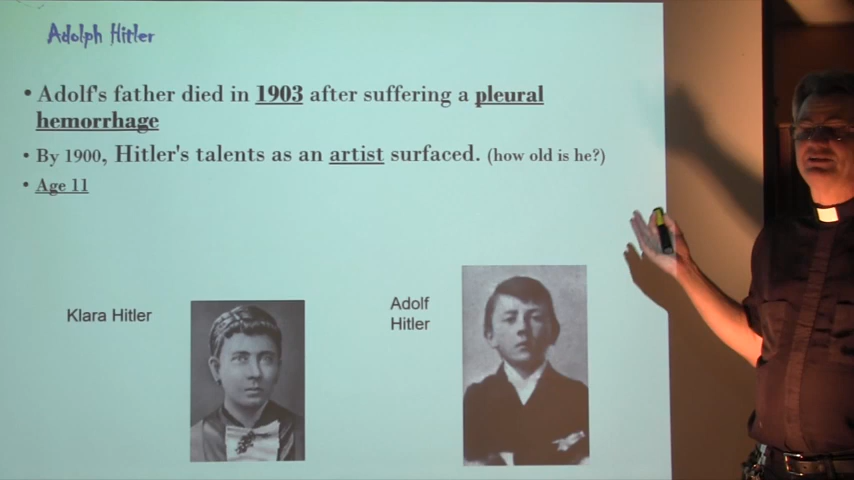 Adolph Hitler
• Adolf's father died in 1903 after suffering a pleural
hemorrhage
• By 1900, Hitler's talents as an artist surfaced. (how old is he?)
• Age 11
Klara Hitler
Adolf
Hitler